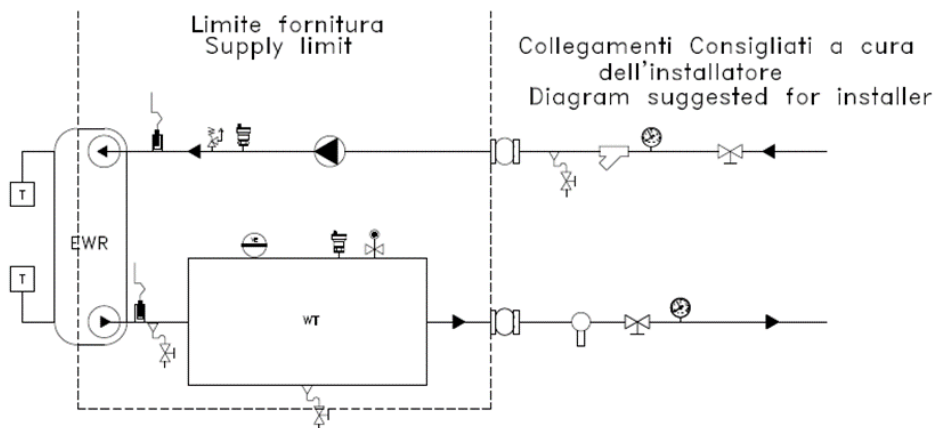 Limite fornitura
Supply limit
Collegamenti Consigliati a cura
dell'installatore
Diagram suggested for installer
T
EWR
T
WT